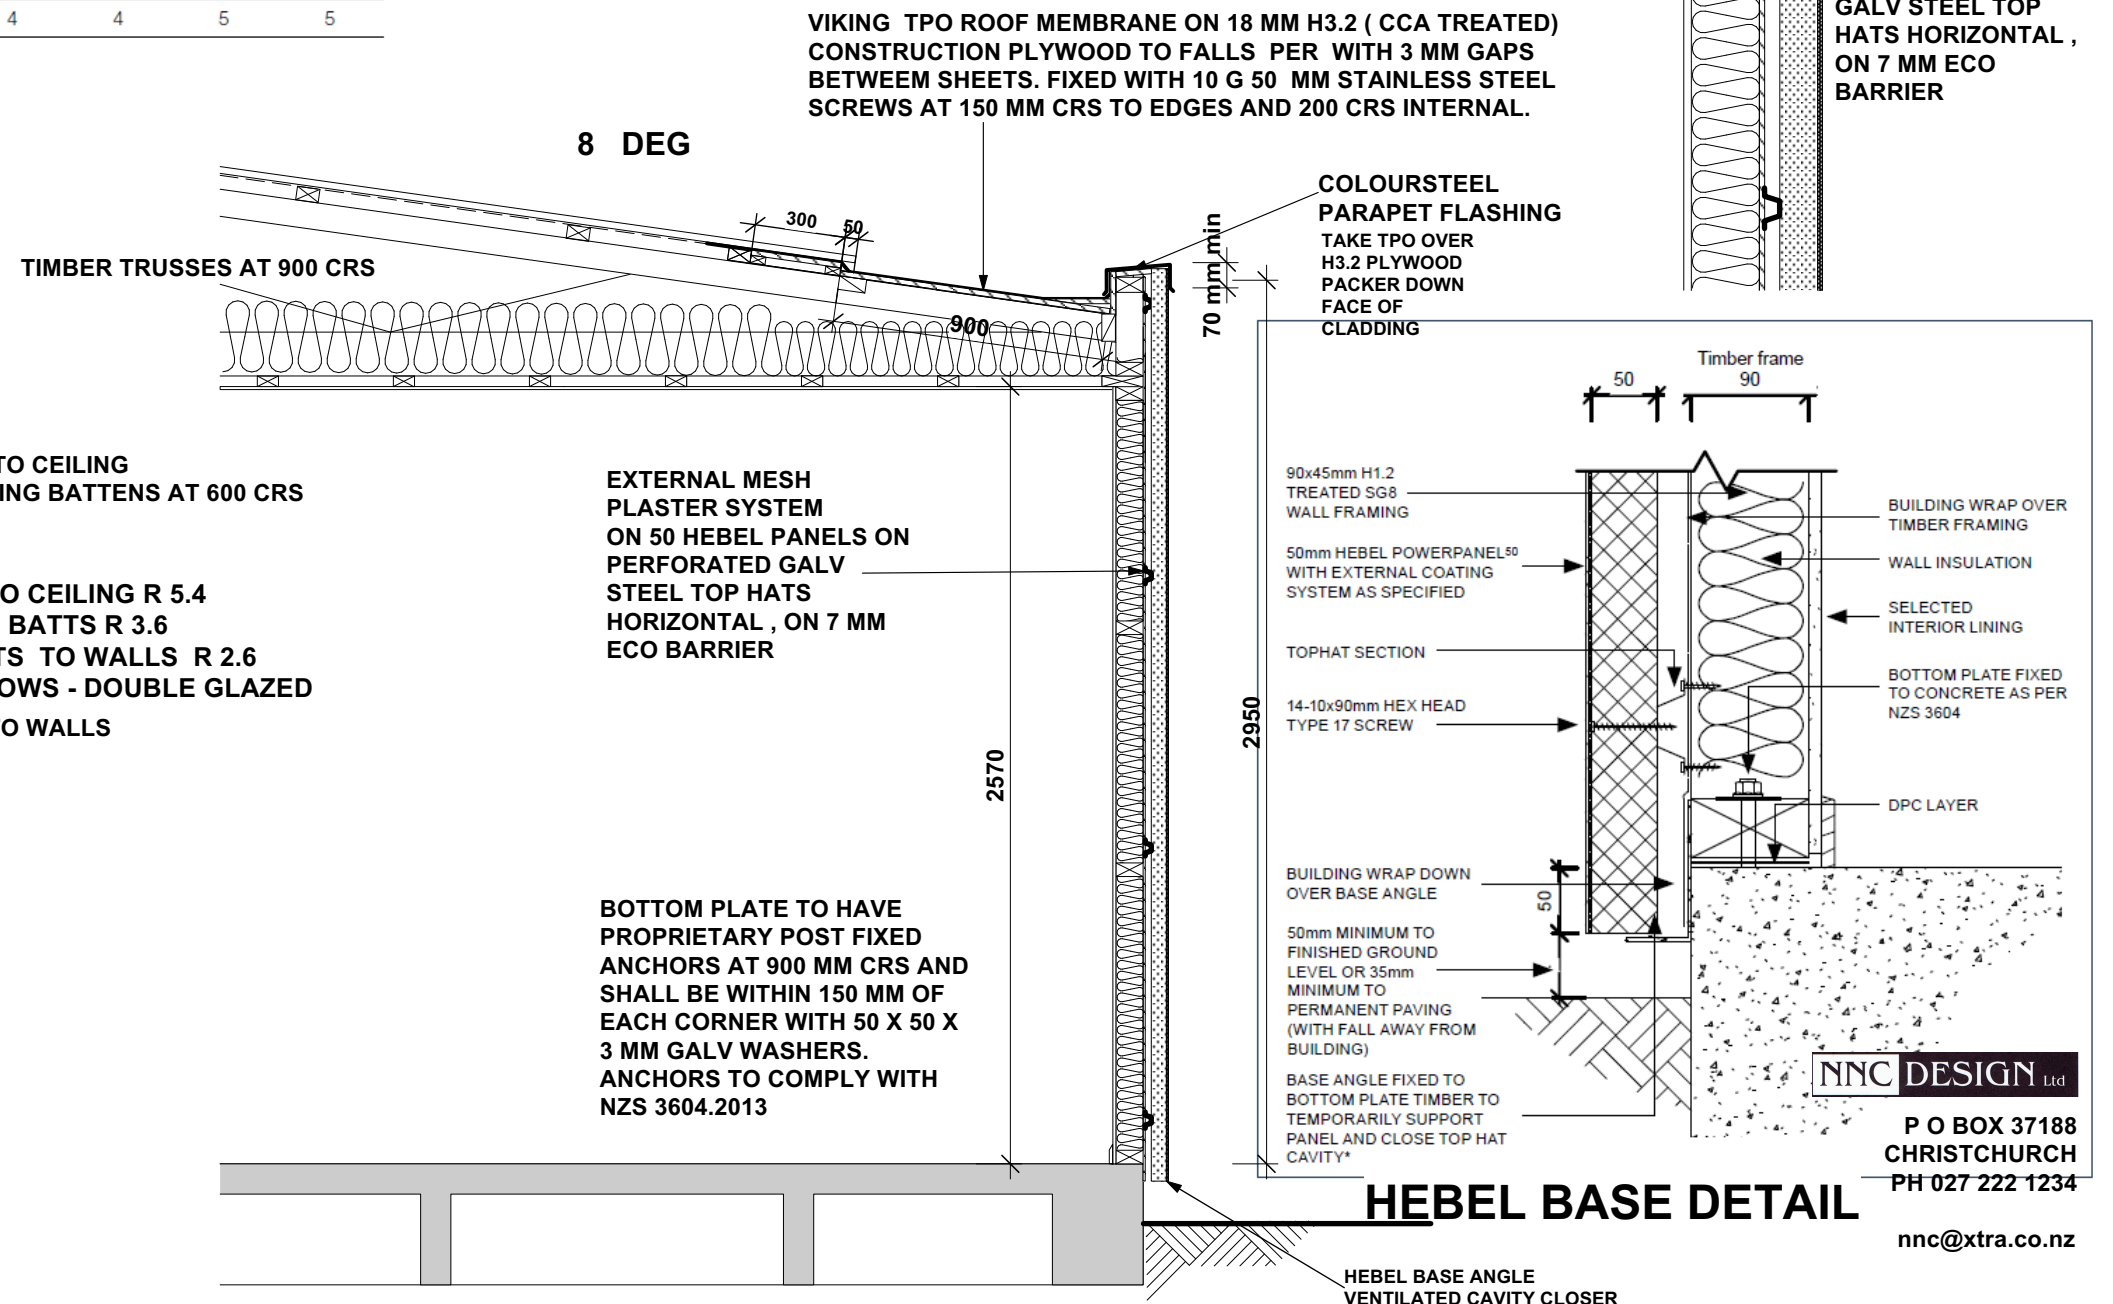 4 4 5 5
VIKING TPO ROOF MEMBRANE ON 18 MM H3.2 ( CCA TREATED)
CONSTRUCTION PLYWOOD TO FALLS PER WITH 3 MM GAPS
BETWEEM SHEETS. FIXED WITH 10 G 50 MM STAINLESS STEEL
SCREWS AT 150 MM CRS TO EDGES AND 200 CRS INTERNAL.
GALV STEEL TOP
HATS HORIZONTAL ,
ON 7 MM ECO
BARRIER
8 DEG
300
50
COLOURSTEEL
PARAPET FLASHING
TAKE TPO OVER
H3.2 PLYWOOD
PACKER DOWN
FACE OF
CLADDING
70 mm min
TIMBER TRUSSES AT 900 CRS
900
TO CEILING
ING BATTENS AT 600 CRS
O CEILING R 5.4
BATTS R 3.6
TS TO WALLS R 2.6
OWS - DOUBLE GLAZED
O WALLS
EXTERNAL MESH
PLASTER SYSTEM
ON 50 HEBEL PANELS ON
PERFORATED GALV
STEEL TOP HATS
HORIZONTAL , ON 7 MM
ECO BARRIER
2570
2950
BOTTOM PLATE TO HAVE
PROPRIETARY POST FIXED
ANCHORS AT 900 MM CRS AND
SHALL BE WITHIN 150 MM OF
EACH CORNER WITH 50 X 50 X
3 MM GALV WASHERS.
ANCHORS TO COMPLY WITH
NZS 3604.2013
Timber frame
50
90
90x45mm H1.2
TREATED SG8
WALL FRAMING
50mm HEBEL POWERPANEL50
WITH EXTERNAL COATING
SYSTEM AS SPECIFIED
TOPHAT SECTION
14-10x90mm HEX HEAD
TYPE 17 SCREW
BUILDING WRAP DOWN
OVER BASE ANGLE
50
50mm MINIMUM TO
FINISHED GROUND
LEVEL OR 35mm
MINIMUM TO
PERMANENT PAVING
(WITH FALL AWAY FROM
BUILDING)
BASE ANGLE FIXED TO
BOTTOM PLATE TIMBER TO
TEMPORARILY SUPPORT
PANEL AND CLOSE TOP HAT
CAVITY*
BUILDING WRAP OVER
TIMBER FRAMING
WALL INSULATION
SELECTED
INTERIOR LINING
BOTTOM PLATE FIXED
TO CONCRETE AS PER
NZS 3604
DPC LAYER
NNC DESIGN Ltd
P O BOX 37188
CHRISTCHURCH
PH 027 222 1234
nnc@xtra.co.nz
HEBEL BASE DETAIL
HEBEL BASE ANGLE
VENTILATED CAVITY CLOSER